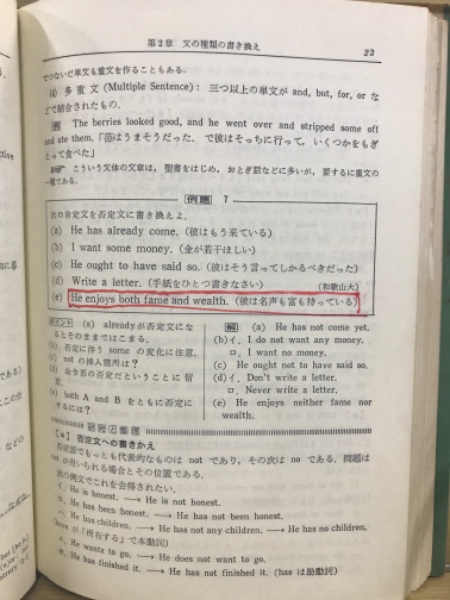 第2章 文の種類の書き換え 23
でつないだ単文も重文を作ることもある.
多重文 (Multiple Sentence): 三つ以上の単文が and, but, for, or な
どで結合されたもの.
例 The berries looked good, and he went over and stripped some off
and ate them.「苺はうまそうだった. で彼はそっちに行って, いくつかをもぎ
とって食べた」
こういう文体の文章は, 聖書をはじめ, おとぎ話などに多いが, 要するに重文の
一種である.
例題 7
次の肯定文を否定文に書き換えよ.
(a) He has already come. (彼はもう来ている)
(b) I want some money. (金が若干ほしい)
(c) He ought to have said so. (彼はそう言ってしかるべきだった)
(d) Write a letter. (手紙をひとつ書きなさい) (和歌山大)
(e) He enjoys both fame and wealth. (彼は名声も富も持っている)
ポイント (a) already が否定文にな
るとそのままではこまる.
(b) 否定に伴う some の変化に注意.
(c) not の挿入箇所は?
(d) 命令形の否定だということに留
意.
(e) both A and B をともに否定に
するには?
解 (a) He has not come yet.
(b) イ. I do not want any money.
ロ. I want no money.
(c) He ought not to have said so.
(d) イ. Don't write a letter.
ロ. Never write a letter.
(e) He enjoys neither fame nor
wealth.
【a】 否定文への書きかえ
否定語でもっとも代表的なものは not であり, その次は no である. 問題は
not が用いられる場合とその位置である.
次の例文でこれを会得されたい.
イ. He is honest. → He is not honest.
ロ. He has been honest. → He has not been honest.
ハ. He has children. → He has not any children. → He has no children.
(have が「所有する」で本動詞)
He wants to go. → He does not want to go.
He has finished it. → He has not finished it. (has は助動詞)